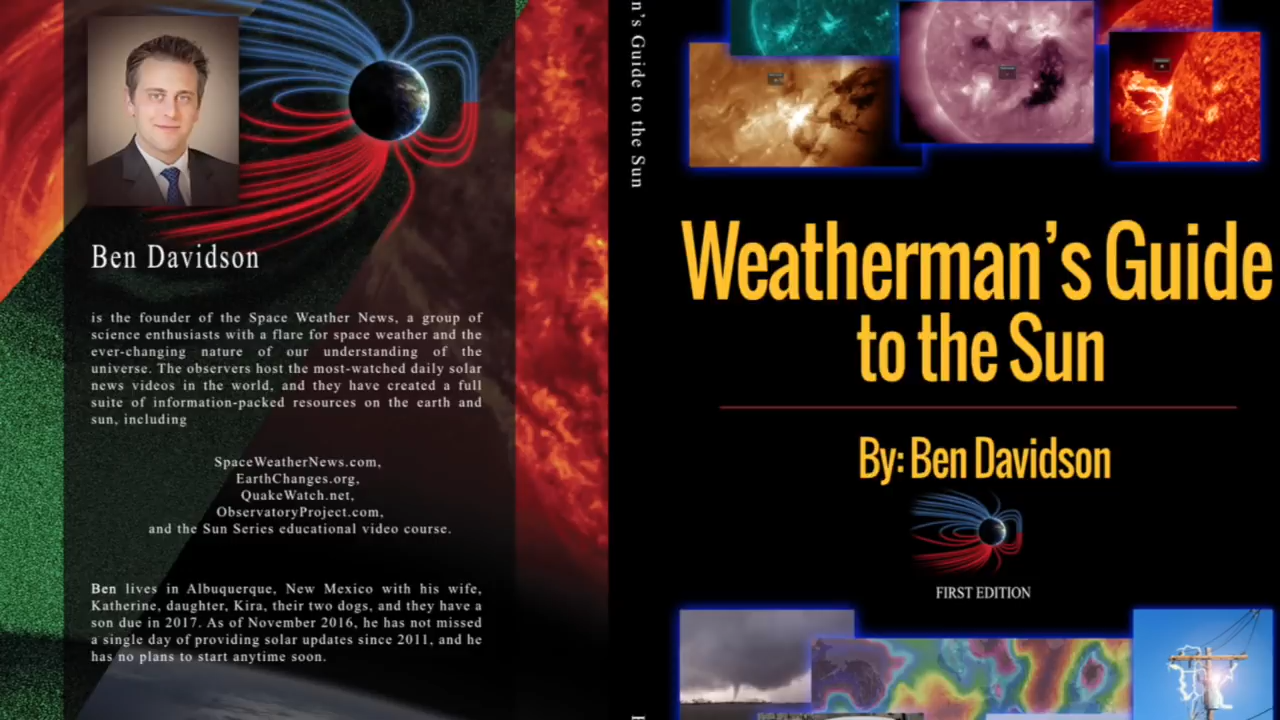 Ben Davidson
is the founder of the Space Weather News, a group of
science enthusiasts with a flare for space weather and the
ever-changing nature of our understanding of the
universe. The observers host the most-watched daily solar
news videos in the world, and they have created a full
suite of information-packed resources on the earth and
sun, including
SpaceWeatherNews.com,
EarthChanges.org,
QuakeWatch.net,
ObservatoryProject.com,
and the Sun Series educational video course.
Ben lives in Albuquerque, New Mexico with his wife,
Katherine, daughter, Kira, their two dogs, and they have a
son due in 2017. As of November 2016, he has not missed
a single day of providing solar updates since 2011, and he
has no plans to start anytime soon.
n's Guide to the Sun
Weatherman's Guide
to the Sun
By: Ben Davidson
FIRST EDITION